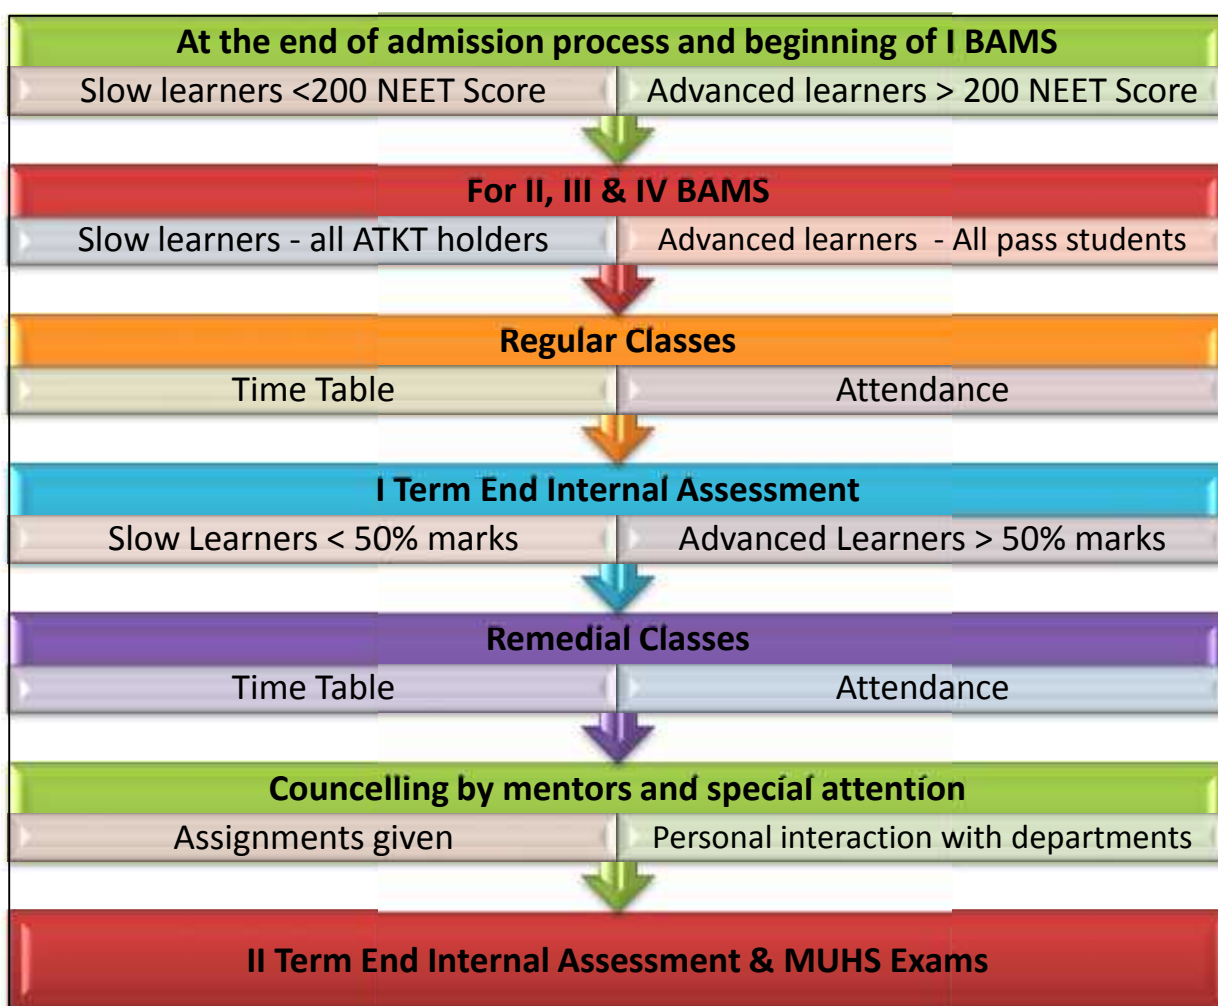 At the end of admission process and beginning of I BAMS
Slow learners <200 NEET Score
Advanced learners > 200 NEET Score
For II, III & IV BAMS
Slow learners - all ATKT holders
Advanced learners - All pass students
Regular Classes
Time Table
Attendance
I Term End Internal Assessment
Slow Learners < 50% marks
Advanced Learners > 50% marks
Remedial Classes
Time Table
Attendance
Councelling by mentors and special attention
Assignments given
Personal interaction with departments
II Term End Internal Assessment & MUHS Exams